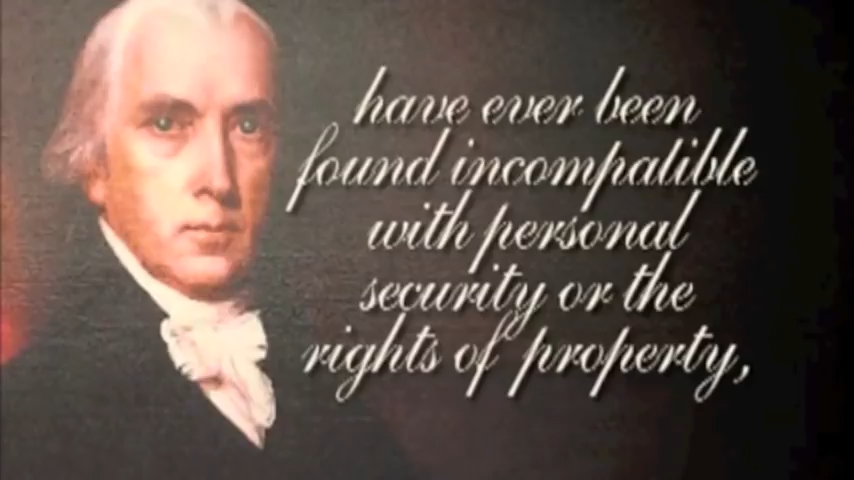 have ever been
found incompatible
with personal
security or the
rights of property,